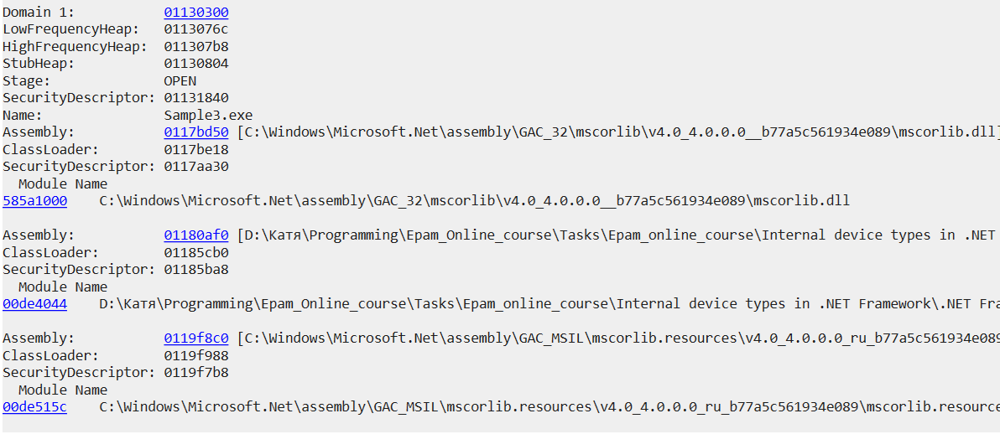 Domain 1: 01130300
LowFrequencyHeap: 0113076c
HighFrequencyHeap: 011307b8
StubHeap: 01130804
Stage: OPEN
SecurityDescriptor: 01131840
Name: Sample3.exe
Assembly: 0117bd50 [C:\Windows\Microsoft.Net\assembly\GAC_32\mscorlib\v4.0_4.0.0.0__b77a5c561934e089\mscorlib.dll]
ClassLoader: 0117be18
SecurityDescriptor: 0117aa30
Module Name
585a1000 C:\Windows\Microsoft.Net\assembly\GAC_32\mscorlib\v4.0_4.0.0.0__b77a5c561934e089\mscorlib.dll
Assembly: 01180af0 [D:\Катя\Programming\Epam_Online_course\Tasks\Epam_online_course\Internal device types in .NET
ClassLoader: 01185cb0
SecurityDescriptor: 01185ba8
Module Name
00de4044 D:\Катя\Programming\Epam_Online_course\Tasks\Epam_online_course\Internal device types in .NET Framework\.NET Fra
Assembly: 0119f8c0 [C:\Windows\Microsoft.Net\assembly\GAC_MSIL\mscorlib.resources\v4.0_4.0.0.0_ru_b77a5c561934e089
ClassLoader: 0119f988
SecurityDescriptor: 0119f7b8
Module Name
00de515c C:\Windows\Microsoft.Net\assembly\GAC_MSIL\mscorlib.resources\v4.0_4.0.0.0_ru_b77a5c561934e089\mscorlib.resource